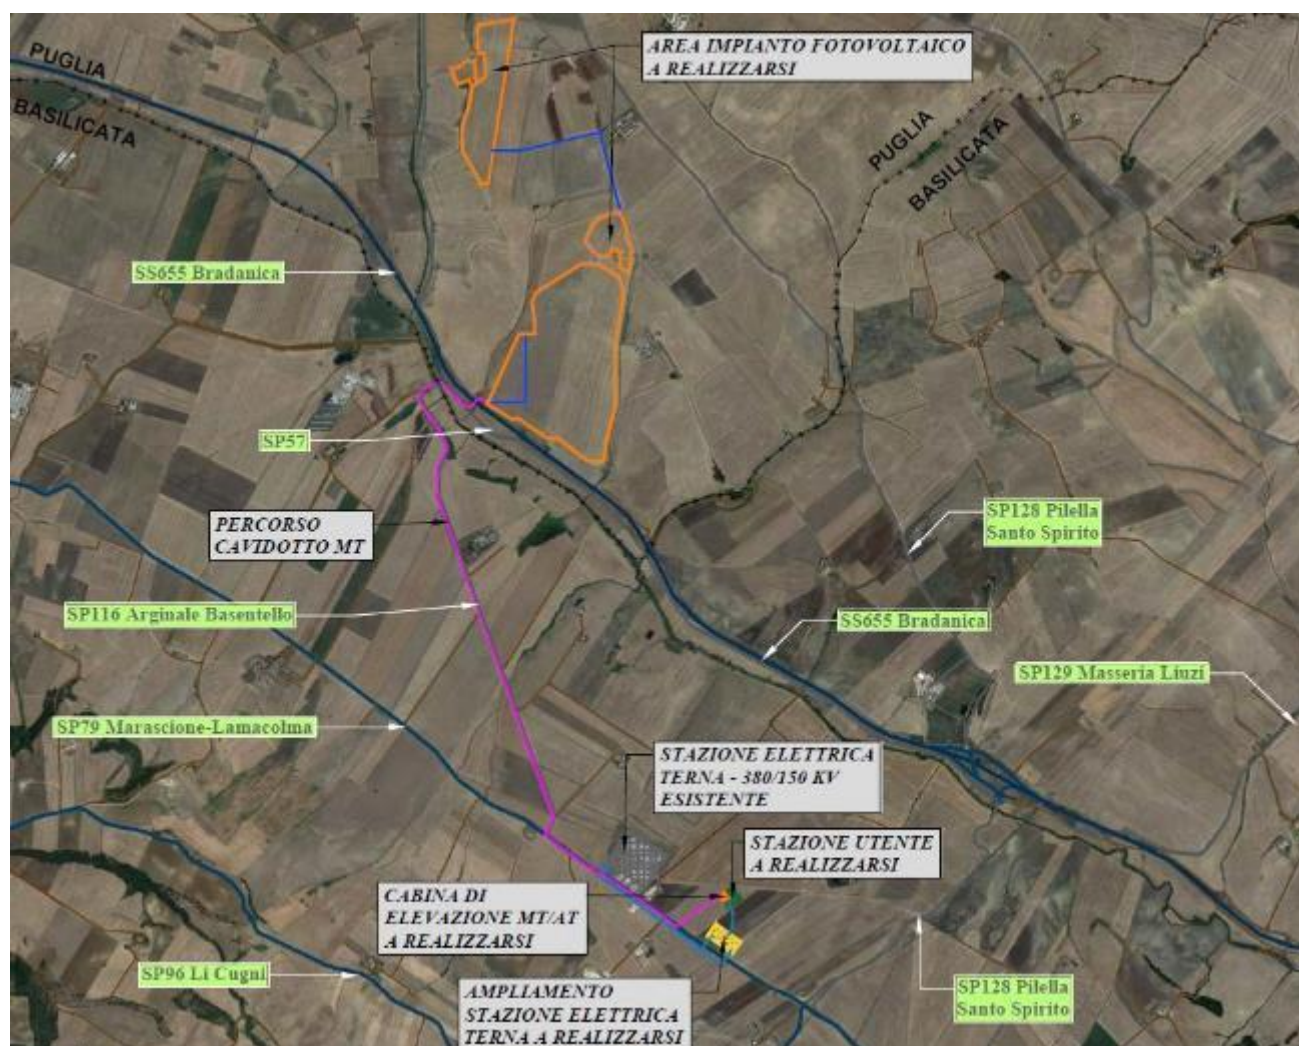 AREA IMPIANTO FOTOVOLTAICO
A REALIZZARSI
PUGLIA
BASILICATA
PUGLIA
BASILICATA
SS655 Bradanica
SP57
PERCORSO
CAVIDOTTO MT
SP128 Pilella
Santo Spirito
SP116 Arginale Basentello
SS655 Bradanica
SP129 Masseria Liuzi
SP79 Marascione-Lamacolma
STAZIONE ELETTRICA
TERNA - 380/150 KV
ESISTENTE
STAZIONE UTENTE
A REALIZZARSI
CABINA DI
ELEVAZIONE MT/AT
A REALIZZARSI
SP96 Li Cugni
AMPLIAMENTO
STAZIONE ELETTRICA
TERNA A REALIZZARSI
SP128 Pilella
Santo Spirito